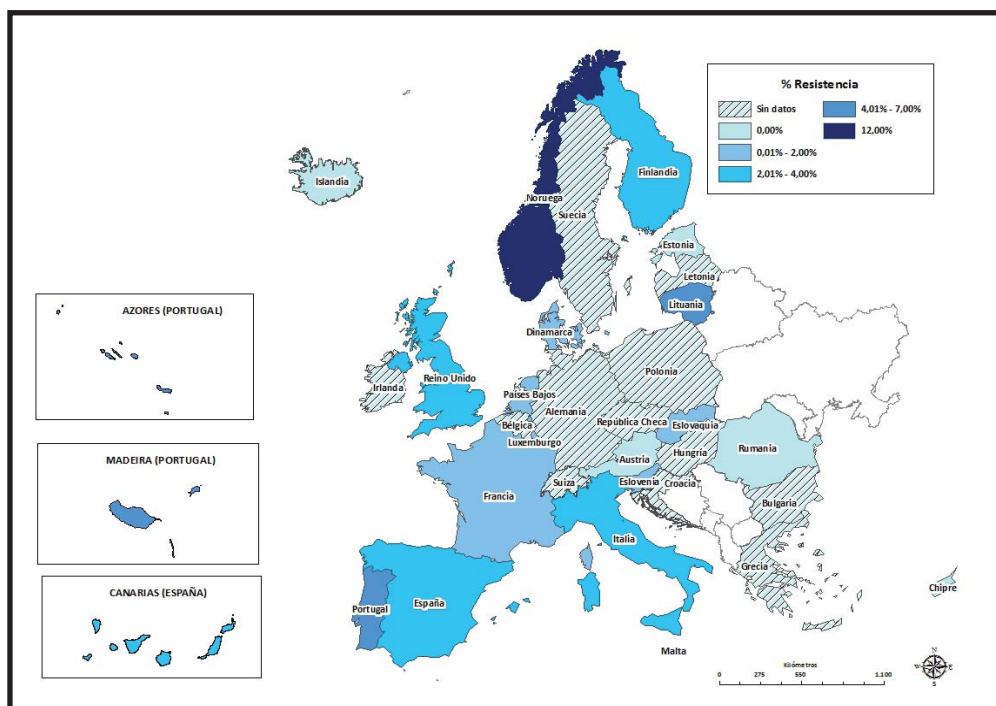 % Resistencia
Sin datos
0,00%
0,01% - 2,00%
2,01% - 4,00%
4,01% - 7,00%
12,00%
Islandia
Finlandia
Noruega
Suecia
Estonia
Letonia
Lituania
AZORES (PORTUGAL)
Dinamarca
Irlanda
Reino Unido
Países Bajos
Polonia
Alemania
Bélgica
República Checa
Eslovaquia
Luxemburgo
Hungría
Rumania
Austria
MADEIRA (PORTUGAL)
Suiza
Eslovenia
Croacia
Francia
Bulgaria
Italia
Grecia
CANARIAS (ESPAÑA)
Chipre
Portugal
España
Malta
Kilómetros
0 275 550 1.100
N
W E
S